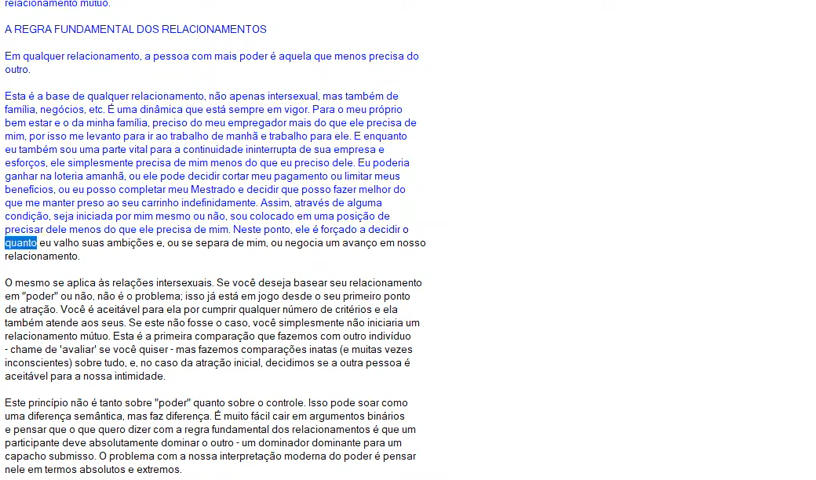 relacionamento mútuo.
A REGRA FUNDAMENTAL DOS RELACIONAMENTOS
Em qualquer relacionamento, a pessoa com mais poder é aquela que menos precisa do
outro.
Esta é a base de qualquer relacionamento, não apenas intersexual, mas também de
família, negócios, etc. É uma dinâmica que está sempre em vigor. Para o meu próprio
bem estar e o da minha família, preciso do meu empregador mais do que ele precisa de
mim, por isso me levanto para ir ao trabalho de manhã e trabalho para ele. E enquanto
eu também sou uma parte vital para a continuidade ininterrupta de sua empresa e
esforços, ele simplesmente precisa de mim menos do que eu preciso dele. Eu poderia
ganhar na loteria amanhã, ou ele pode decidir cortar meu pagamento ou limitar meus
benefícios, ou eu posso completar meu Mestrado e decidir que posso fazer melhor do
que me manter preso ao seu carrinho indefinidamente. Assim, através de alguma
condição, seja iniciada por mim mesmo ou não, sou colocado em uma posição de
precisar dele menos do que ele precisa de mim. Neste ponto, ele é forçado a decidir o
quanto eu valho suas ambições e, ou se separa de mim, ou negocia um avanço em nosso
relacionamento.
O mesmo se aplica às relações intersexuais. Se você deseja basear seu relacionamento
em "poder" ou não, não é o problema; isso já está em jogo desde o seu primeiro ponto
de atração. Você é aceitável para ela por cumprir qualquer número de critérios e ela
também atende aos seus. Se este não fosse o caso, você simplesmente não iniciaria um
relacionamento mútuo. Esta é a primeira comparação que fazemos com outro indivíduo
- chame de 'avaliar' se você quiser - mas fazemos comparações inatas (e muitas vezes
inconscientes) sobre tudo, e, no caso da atração inicial, decidimos se a outra pessoa é
aceitável para a nossa intimidade.
Este princípio não é tanto sobre "poder" quanto sobre o controle. Isso pode soar como
uma diferença semântica, mas faz diferença. É muito fácil cair em argumentos binários
e pensar que o que quero dizer com a regra fundamental dos relacionamentos é que um
participante deve absolutamente dominar o outro - um dominador dominante para um
capacho submisso. O problema com a nossa interpretação moderna do poder é pensar
nele em termos absolutos e extremos.